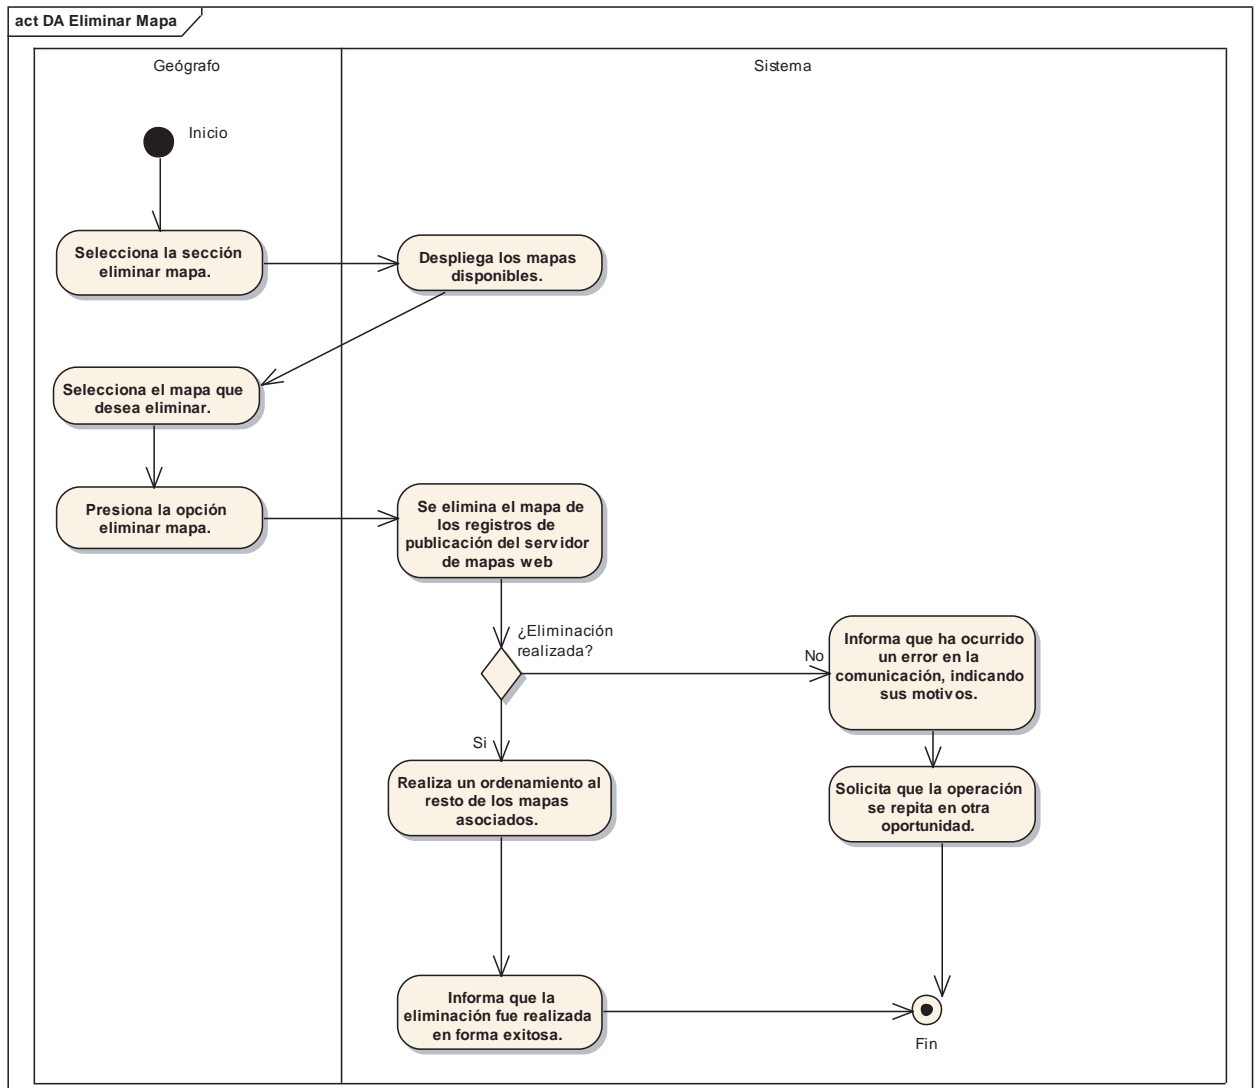 act DA Eliminar Mapa
Geógrafo
Sistema
Inicio
Selecciona la sección
eliminar mapa.
Despliega los mapas
disponibles.
Selecciona el mapa que
desea eliminar.
Presiona la opción
eliminar mapa.
Se elimina el mapa de
los registros de
publicación del servidor
de mapas web
¿Eliminación
realizada?
No
Informa que ha ocurrido
un error en la
comunicación, indicando
sus motivos.
Si
Realiza un ordenamiento al
resto de los mapas
asociados.
Solicita que la operación
se repita en otra
oportunidad.
Informa que la
eliminación fue realizada
en forma exitosa.
Fin